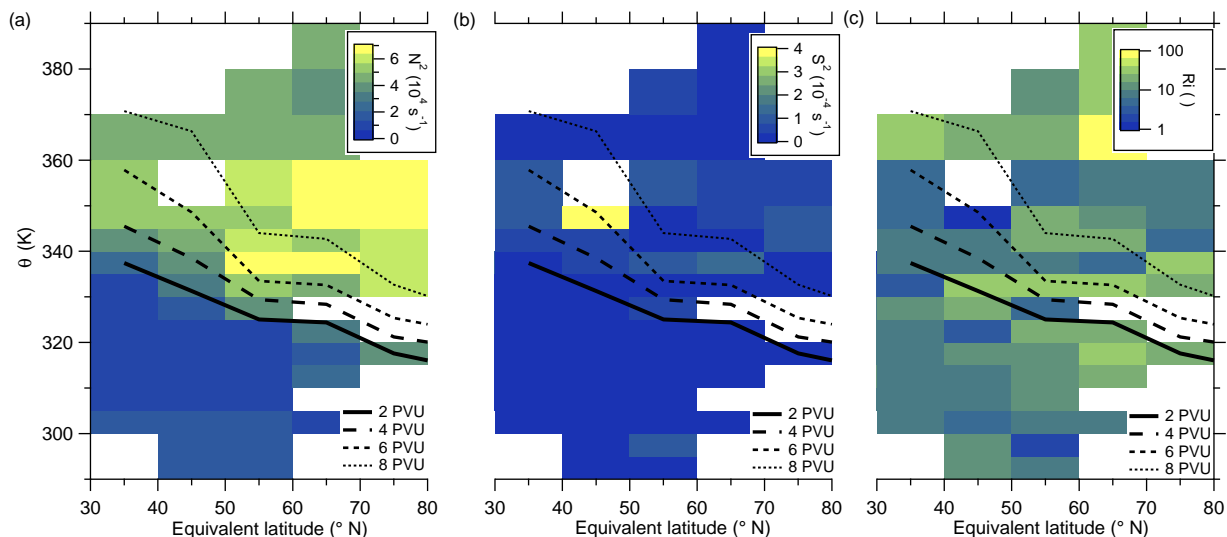 (a)
(b)
(c)
θ (K)
380
360
340
320
300
6
4
2
0
N² (10⁴ s⁻¹)
2 PVU
4 PVU
6 PVU
8 PVU
30 40 50 60 70 80
Equivalent latitude (° N)
4
3
2
1
0
S² (10⁻⁴ s⁻¹)
2 PVU
4 PVU
6 PVU
8 PVU
30 40 50 60 70 80
Equivalent latitude (° N)
100
10
1
Ri ()
2 PVU
4 PVU
6 PVU
8 PVU
30 40 50 60 70 80
Equivalent latitude (° N)